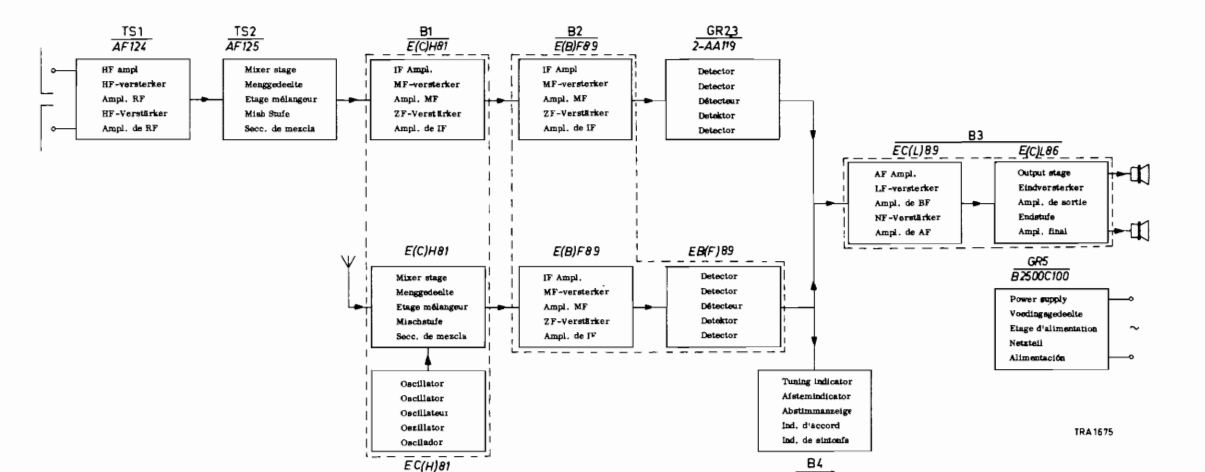 TS1
AF124
HF ampl
HF-versterker
Ampl. RF
HF-Verstärker
Ampl. de RF
TS2
AF125
Mixer stage
Menggedeelte
Etage mélangeur
Mish Stufe
Secc. de mezcla
B1
E(C)H81
IF Ampl.
MF-versterker
Ampl. MF
ZF-Verstärker
Ampl. de IF
B2
E(B)F89
IF Ampl
MF-versterker
Ampl. MF
ZF-Verstärker
Ampl. de IF
GR2,3
2-AA119
Detector
Detector
Détecteur
Detektor
Detector
B3
EC(L)89
AF Ampl.
LF-versterker
Ampl. de BF
NF-Verstärker
Ampl. de AF
E(C)L86
Output stage
Eindversterker
Ampl. de sortie
Endstufe
Ampl. final
E(C)H81
Mixer stage
Menggedeelte
Etage mélangeur
Mischstufe
Secc. de mezcla
E(B)F89
IF Ampl.
MF-versterker
Ampl. MF
ZF-Verstärker
Ampl. de IF
EB(F)89
Detector
Detector
Détecteur
Detektor
Detector
GR5
B2500C100
Power supply
Voedingsgedeelte
Etage d'alimentation
Netzteil
Alimentación
~
Oscillator
Oscillator
Oscillateur
Oszillator
Oscilador
EC(H)81
Tuning indicator
Afstemindicator
Abstimmanzeige
Ind. d'accord
Ind. de sintonía
B4
TRA1675